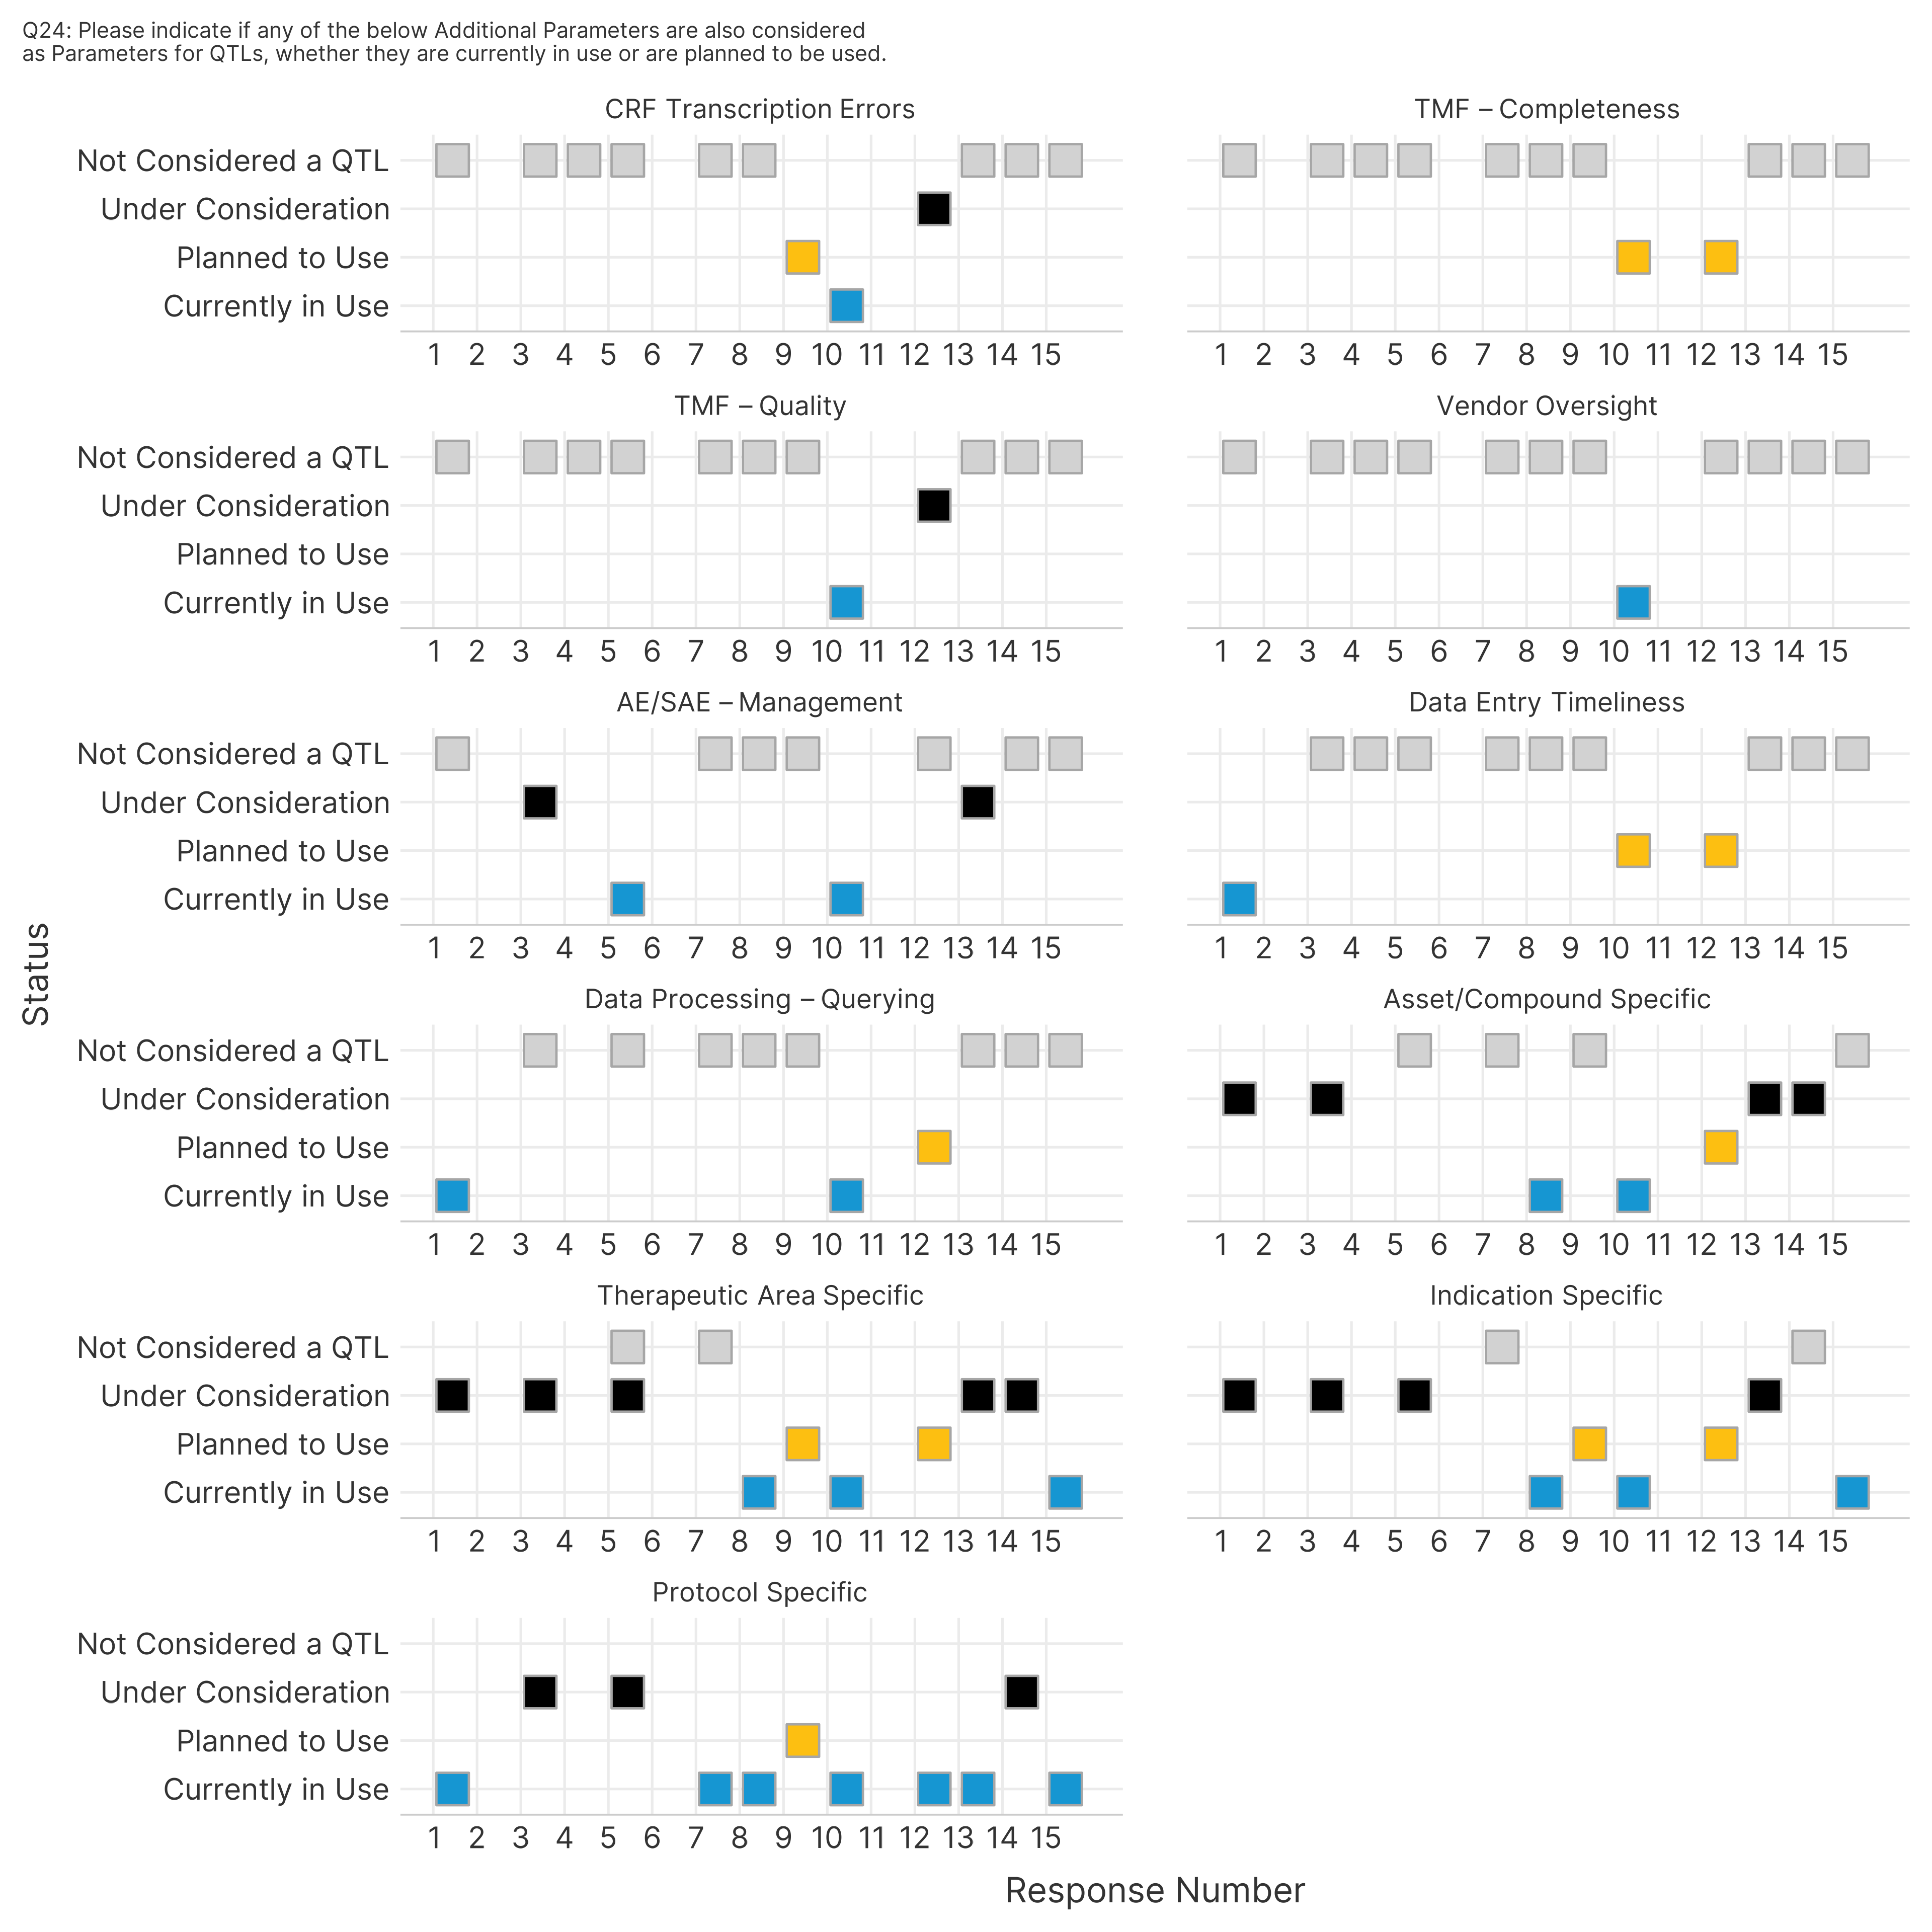 Q24: Please indicate if any of the below Additional Parameters are also considered
as Parameters for QTLs, whether they are currently in use or are planned to be used.
CRF Transcription Errors
Not Considered a QTL
Under Consideration
Planned to Use
Currently in Use
1 2 3 4 5 6 7 8 9 10 11 12 13 14 15
TMF – Completeness
1 2 3 4 5 6 7 8 9 10 11 12 13 14 15
TMF – Quality
Not Considered a QTL
Under Consideration
Planned to Use
Currently in Use
1 2 3 4 5 6 7 8 9 10 11 12 13 14 15
Vendor Oversight
1 2 3 4 5 6 7 8 9 10 11 12 13 14 15
AE/SAE – Management
Not Considered a QTL
Under Consideration
Planned to Use
Currently in Use
1 2 3 4 5 6 7 8 9 10 11 12 13 14 15
Data Entry Timeliness
1 2 3 4 5 6 7 8 9 10 11 12 13 14 15
Status
Data Processing – Querying
Not Considered a QTL
Under Consideration
Planned to Use
Currently in Use
1 2 3 4 5 6 7 8 9 10 11 12 13 14 15
Asset/Compound Specific
1 2 3 4 5 6 7 8 9 10 11 12 13 14 15
Therapeutic Area Specific
Not Considered a QTL
Under Consideration
Planned to Use
Currently in Use
1 2 3 4 5 6 7 8 9 10 11 12 13 14 15
Indication Specific
1 2 3 4 5 6 7 8 9 10 11 12 13 14 15
Protocol Specific
Not Considered a QTL
Under Consideration
Planned to Use
Currently in Use
1 2 3 4 5 6 7 8 9 10 11 12 13 14 15
Response Number